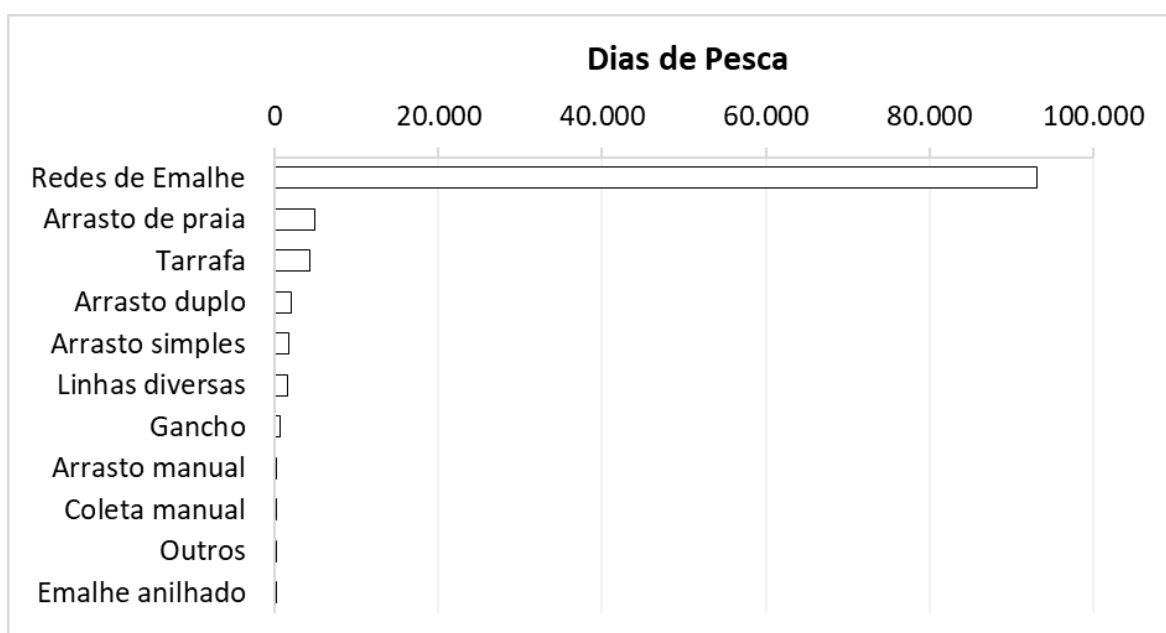 Dias de Pesca
0 20.000 40.000 60.000 80.000 100.000
Redes de Emalhe
Arrasto de praia
Tarrafa
Arrasto duplo
Arrasto simples
Linhas diversas
Gancho
Arrasto manual
Coleta manual
Outros
Emalhe anilhado